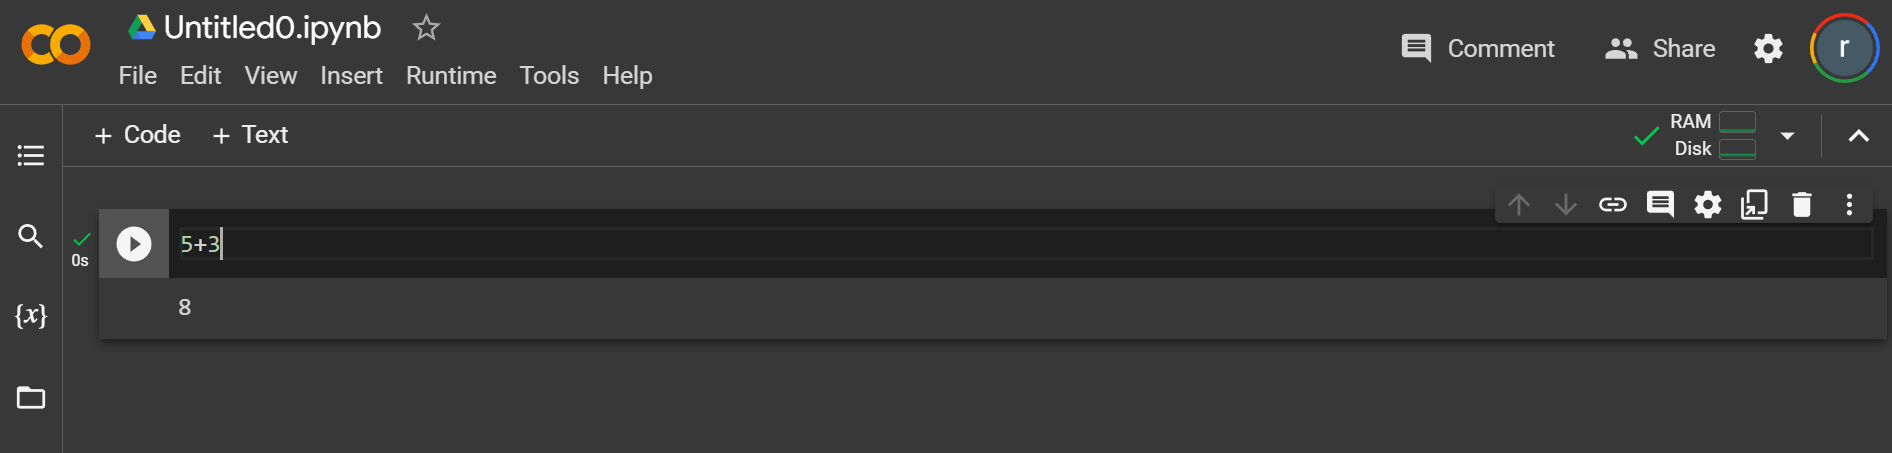 Untitled0.ipynb
File Edit View Insert Runtime Tools Help
Comment
Share
r
+ Code + Text
RAM
Disk
{x}
0s
5+3
8